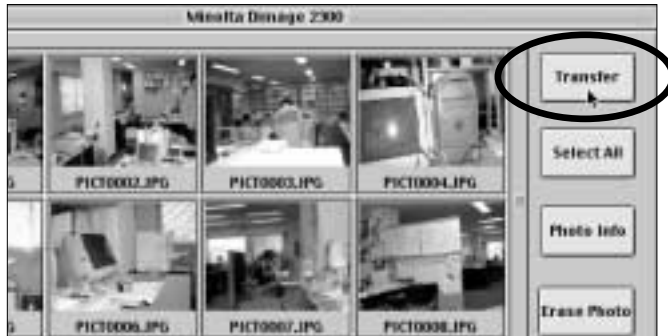 Minolta Dimage 2300
Transfer
Select All
PICT0002.JPG
PICT0003.JPG
PICT0004.JPG
Photo Info
Erase Photo
PICT0006.JPG
PICT0007.JPG
PICT0008.JPG